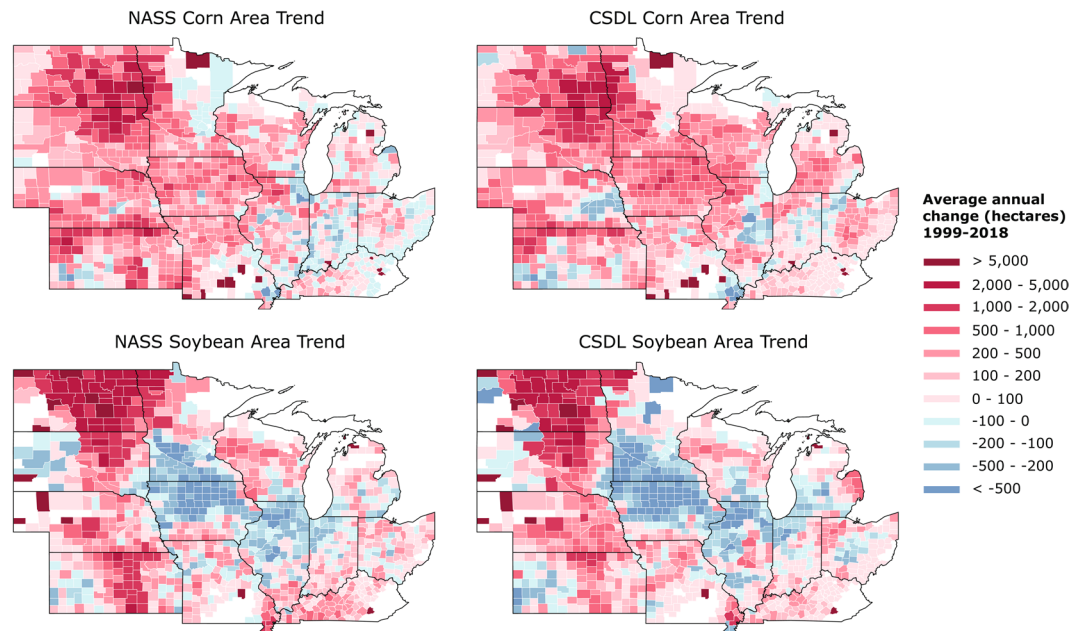 NASS Corn Area Trend
CSDL Corn Area Trend
NASS Soybean Area Trend
CSDL Soybean Area Trend
Average annual
change (hectares)
1999-2018
> 5,000
2,000 - 5,000
1,000 - 2,000
500 - 1,000
200 - 500
100 - 200
0 - 100
-100 - 0
-200 - -100
-500 - -200
< -500